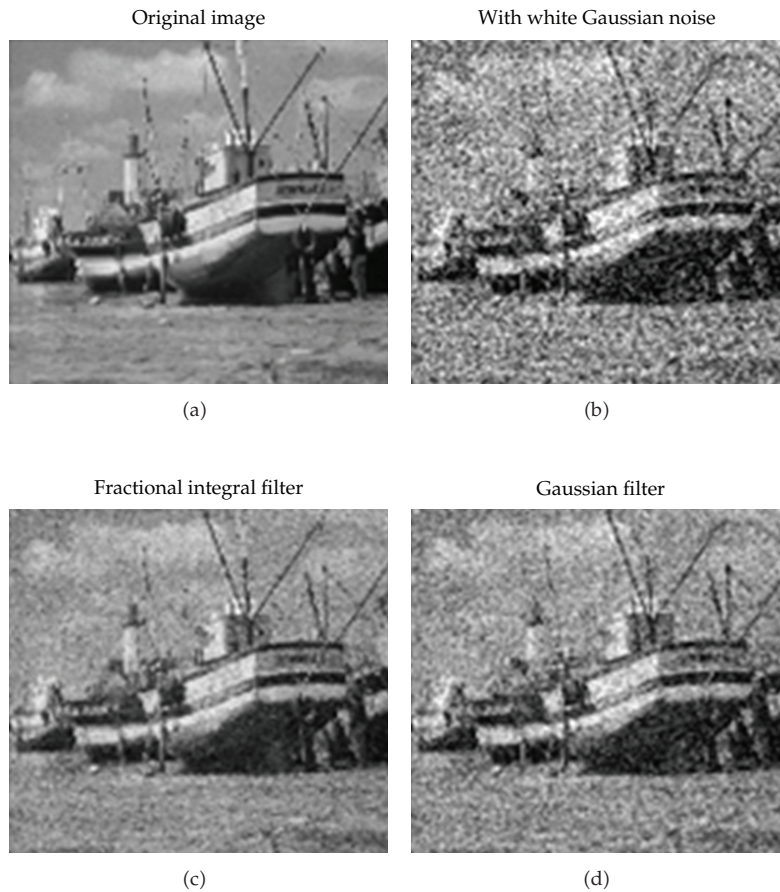 Original image
With white Gaussian noise
(a)
(b)
Fractional integral filter
Gaussian filter
(c)
(d)